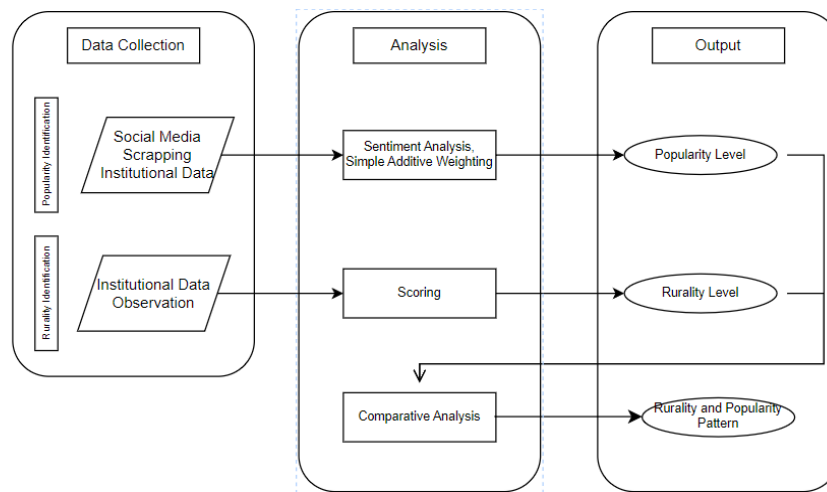 Data Collection
Analysis
Output
Popularity Identification
Social Media
Scrapping
Institutional Data
Sentiment Analysis,
Simple Additive Weighting
Popularity Level
Rurality Identification
Institutional Data
Observation
Scoring
Rurality Level
Comparative Analysis
Rurality and Popularity
Pattern